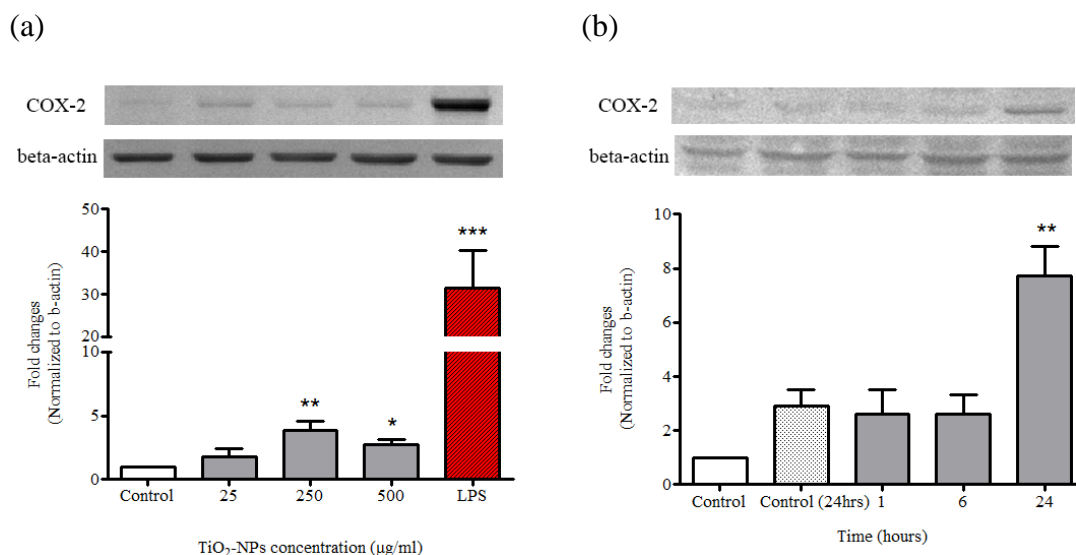 (a)
COX-2
beta-actin
Fold changes
(Normalized to b-actin)
50
40
30
20
10
5
0
**
*
***
Control 25 250 500 LPS
TiO₂-NPs concentration (µg/ml)
(b)
COX-2
beta-actin
Fold changes
(Normalized to b-actin)
10
8
6
4
2
0
**
Control Control (24hrs) 1 6 24
Time (hours)